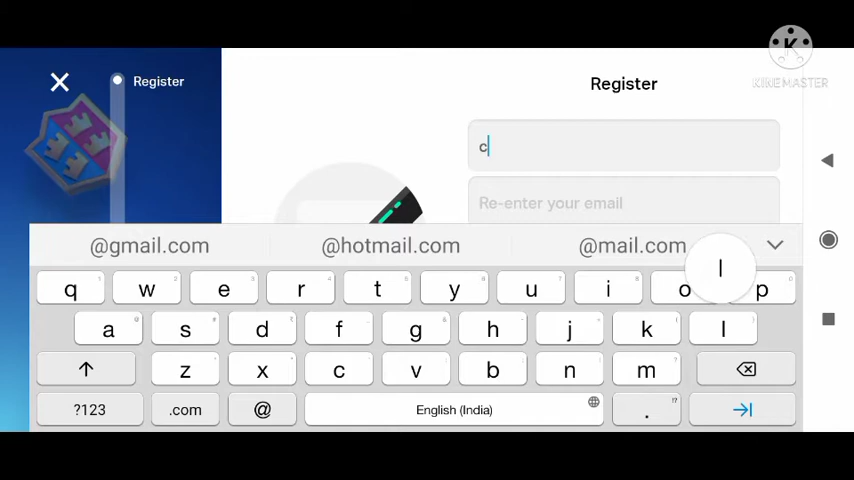 K
KINEMASTER
Register
Register
c
Re-enter your email
@gmail.com @hotmail.com @mail.com
l
q w e r t y u i o p
a s d f g h j k l
z x c v b n m
?123 .com @ English (India) .